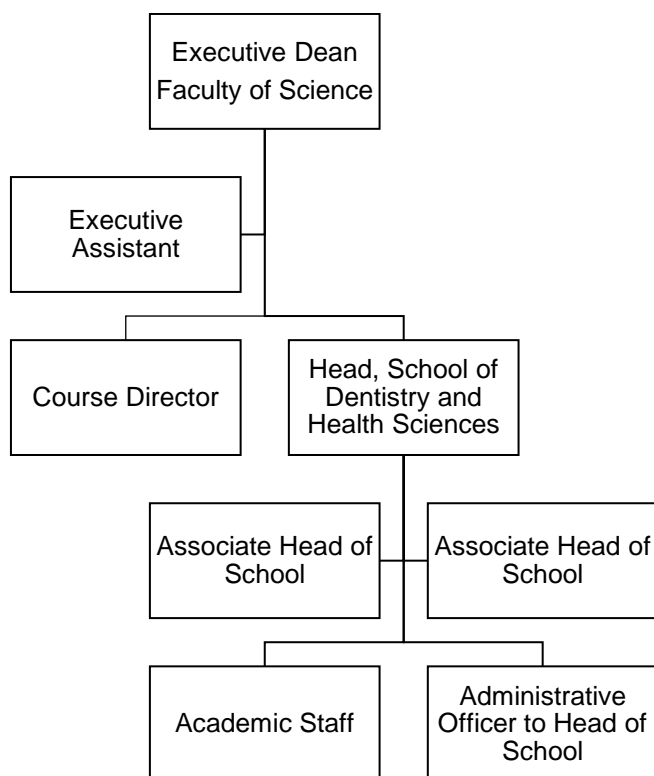 Executive Dean
Faculty of Science
Executive
Assistant
Course Director
Head, School of
Dentistry and
Health Sciences
Associate Head of
School
Associate Head of
School
Academic Staff
Administrative
Officer to Head of
School